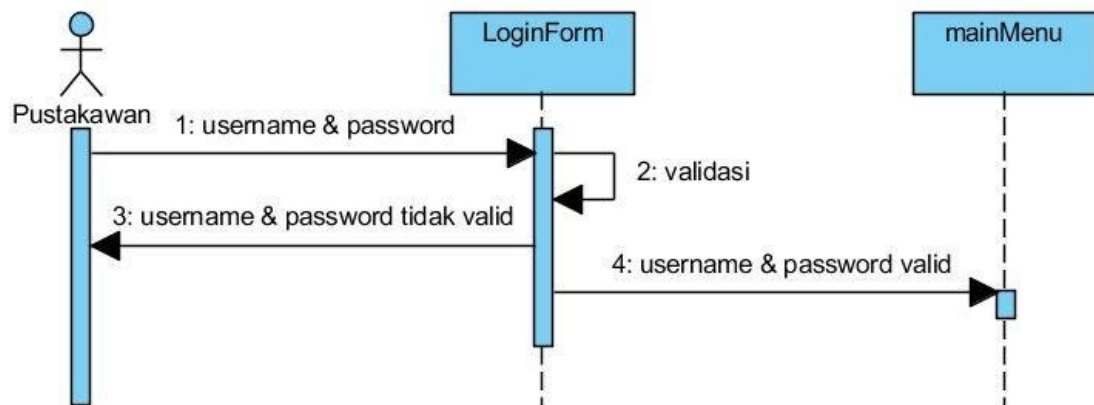 LoginForm
mainMenu
Pustakawan
1: username & password
2: validasi
3: username & password tidak valid
4: username & password valid